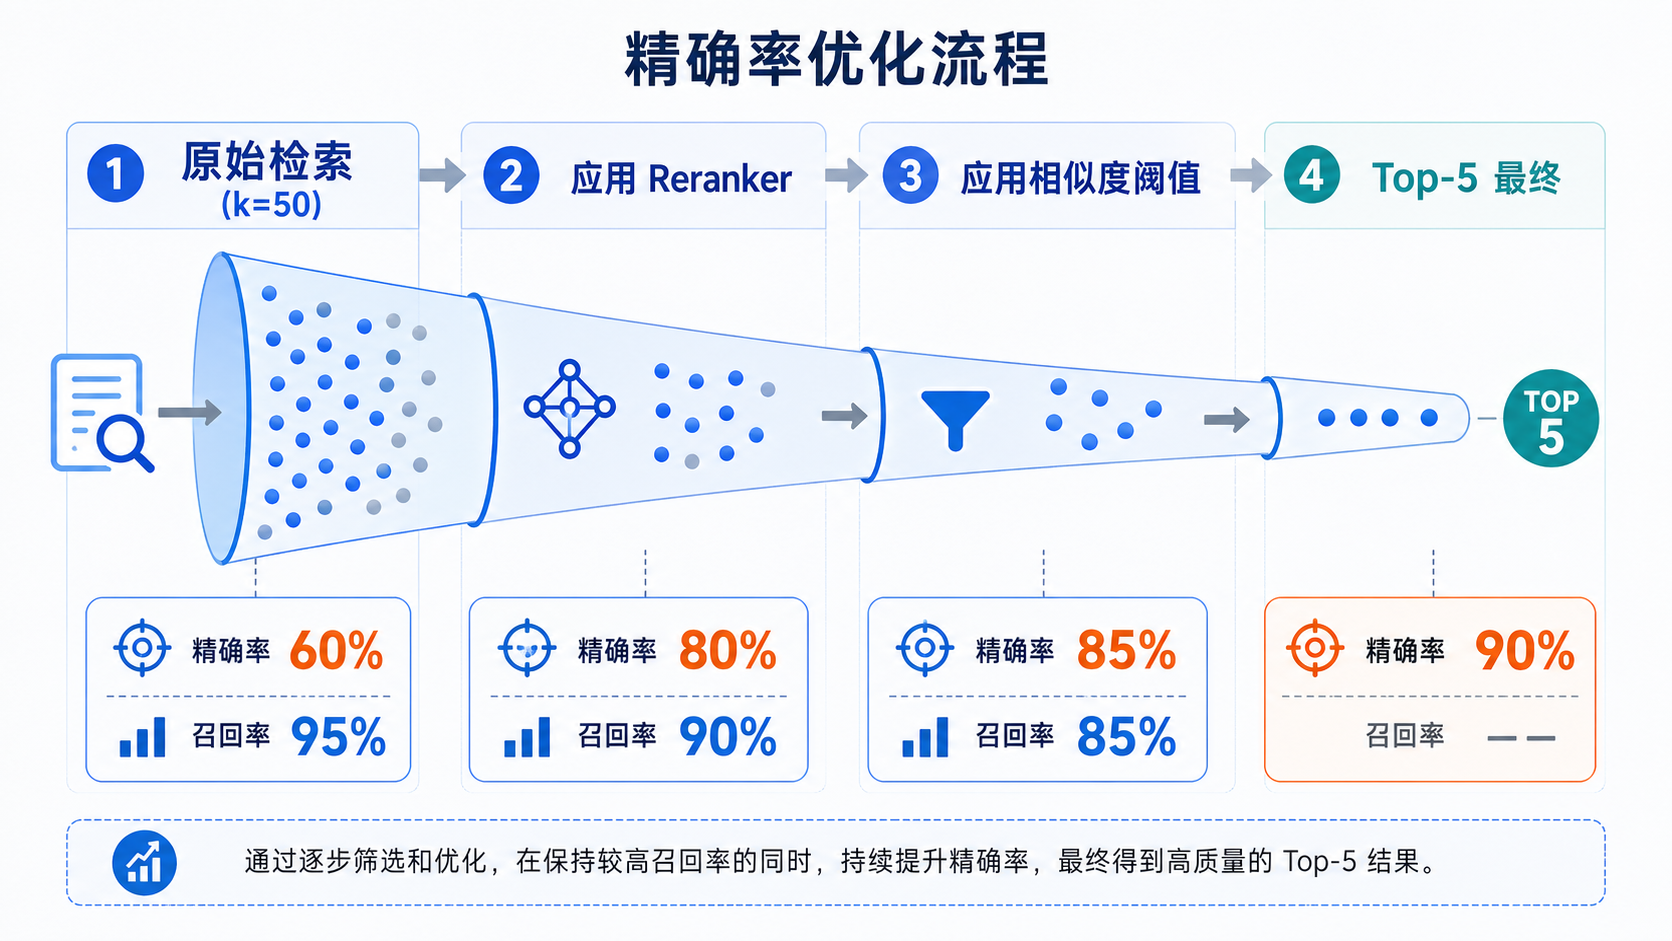 精确率优化流程
1 原始检索
(k=50)
2 应用 Reranker
3 应用相似度阈值
4 Top-5 最终
TOP
5
精确率 60%
召回率 95%
精确率 80%
召回率 90%
精确率 85%
召回率 85%
精确率 90%
召回率 — —
通过逐步筛选和优化，在保持较高召回率的同时，持续提升精确率，最终得到高质量的 Top-5 结果。